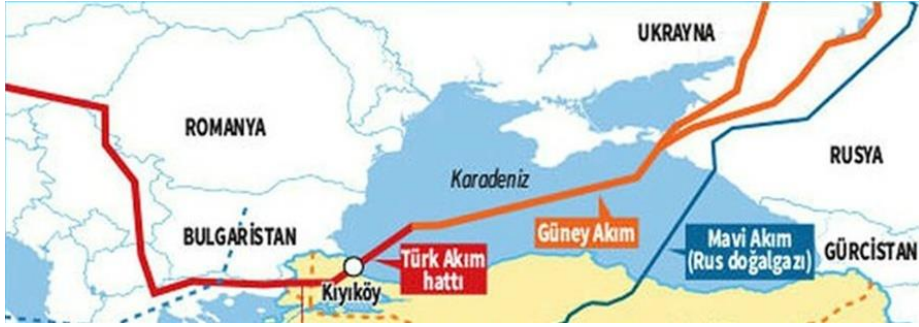 UKRAYNA
ROMANYA
RUSYA
Karadeniz
BULGARİSTAN
Güney Akım
Mavi Akım
(Rus doğalgazı)
GÜRCİSTAN
Türk Akım
hattı
Kıyıköy